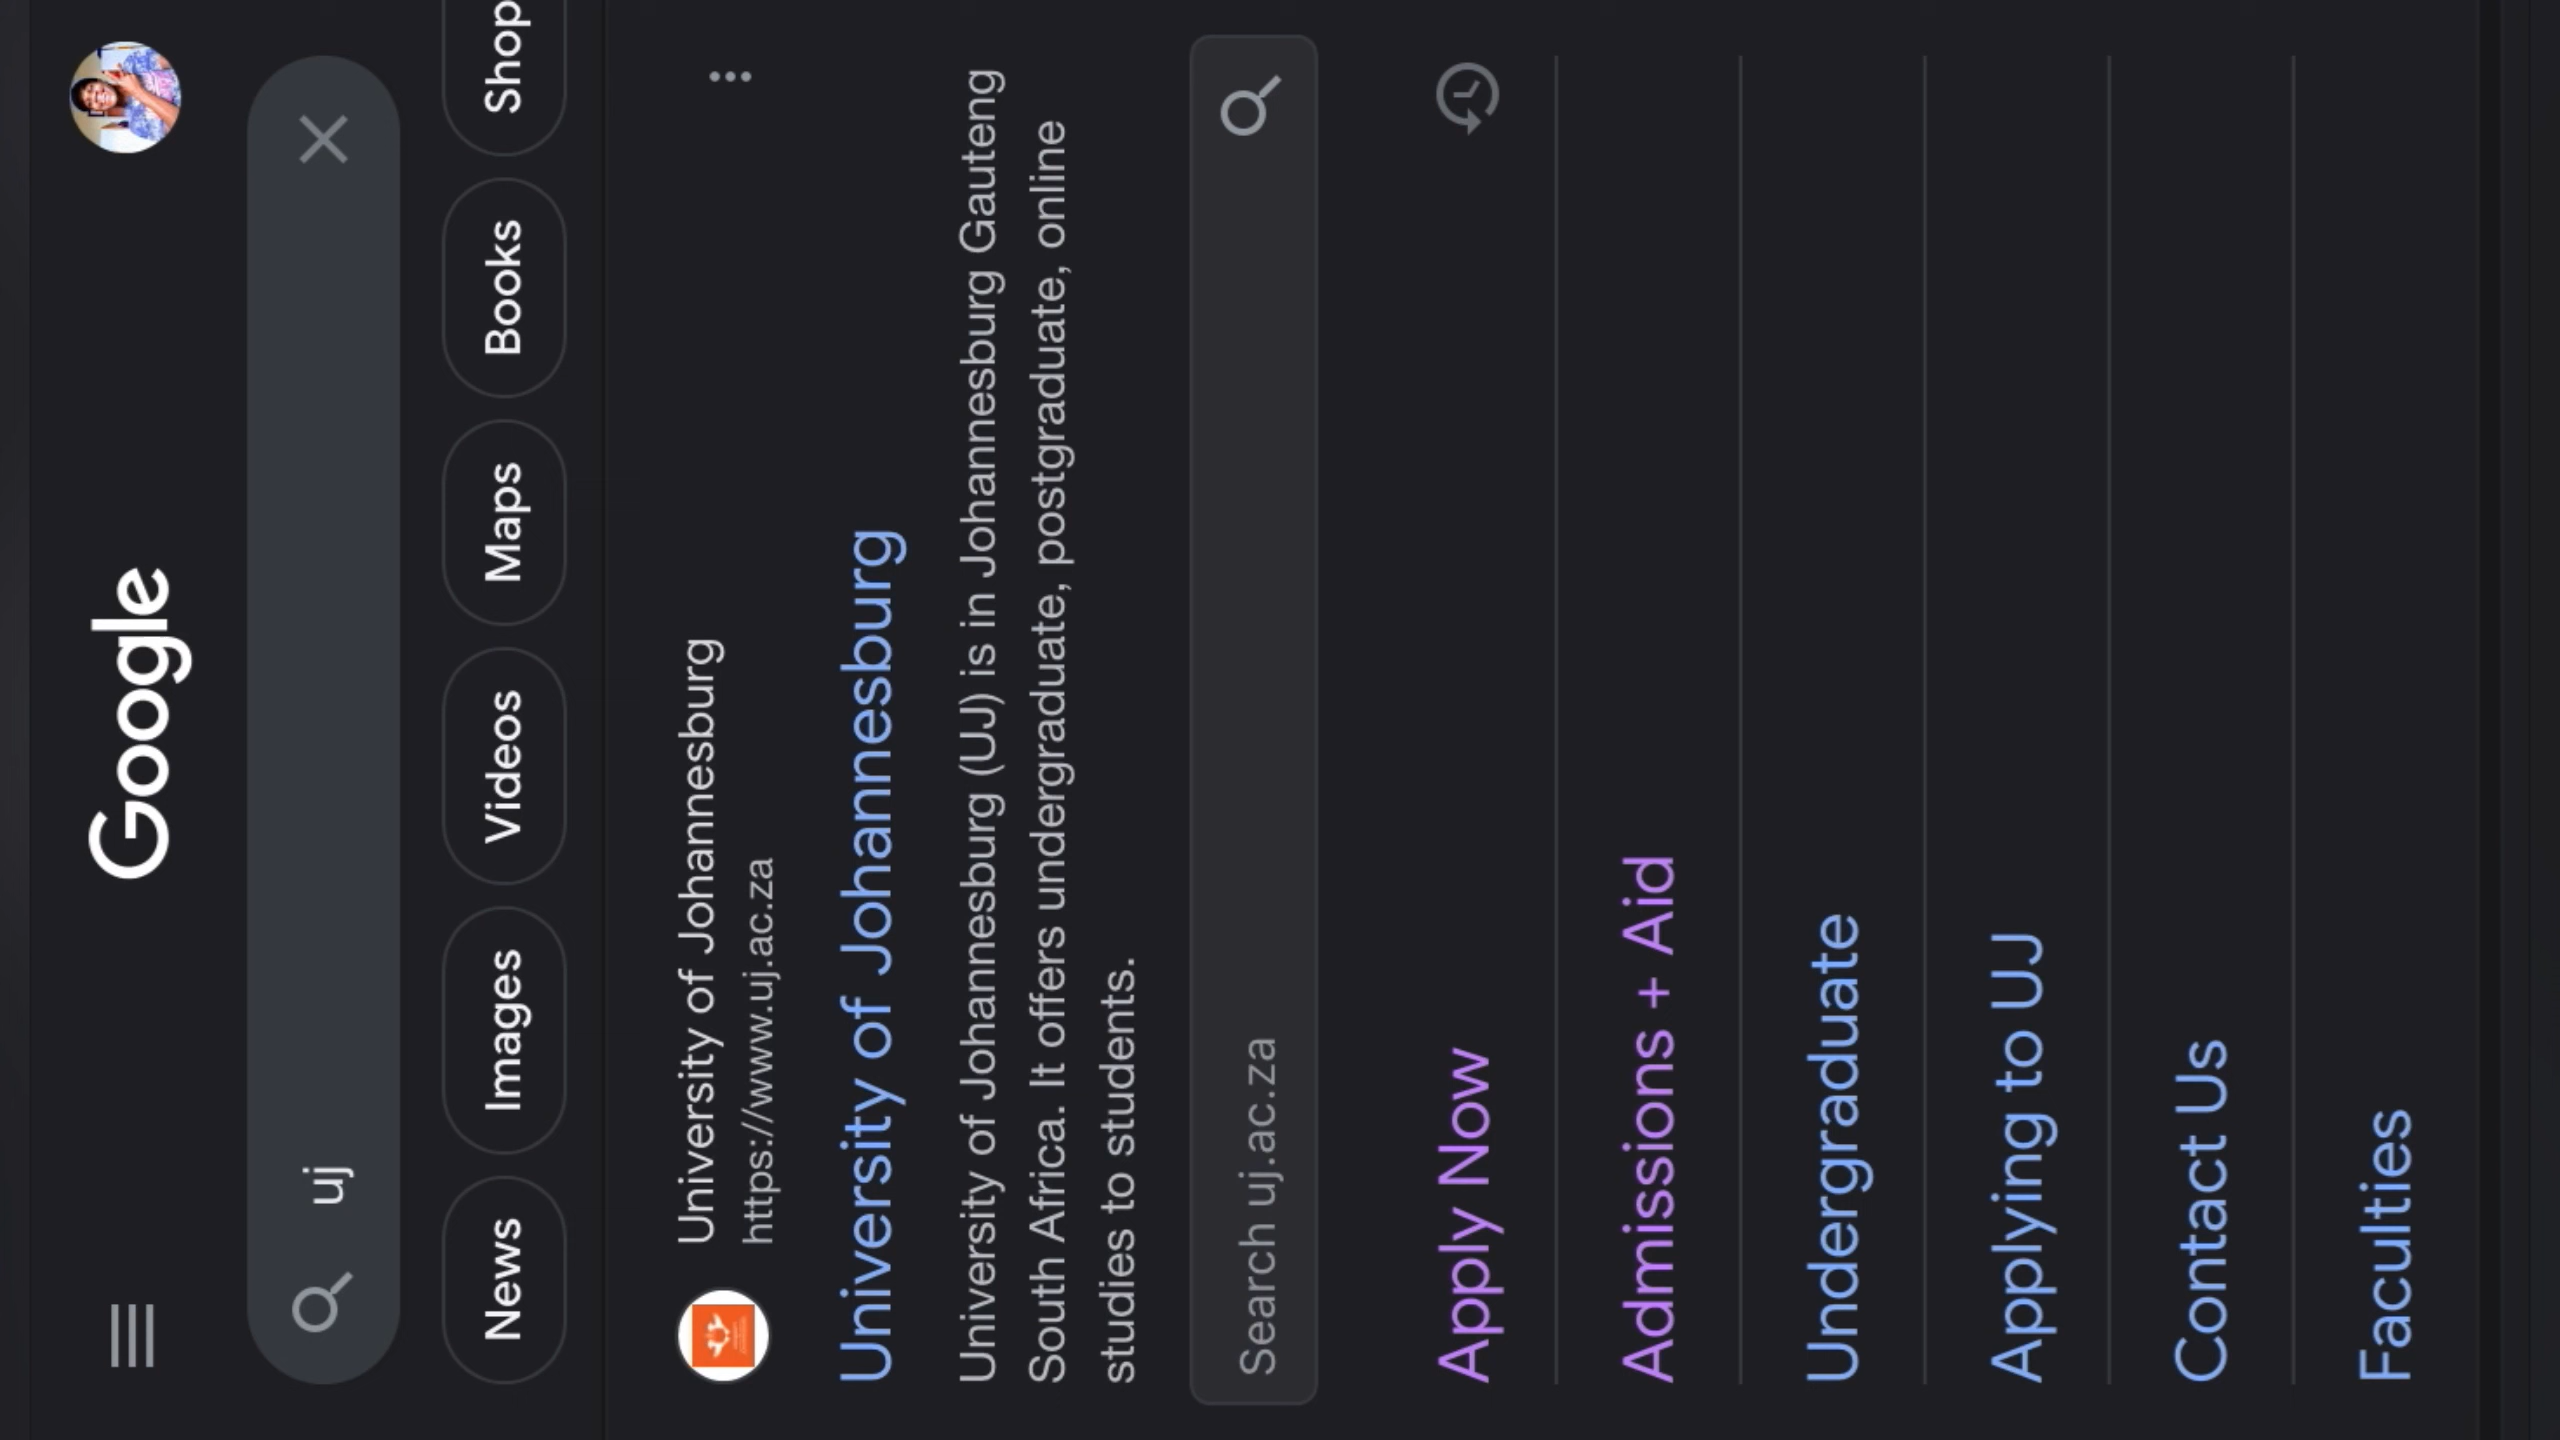 Google
uj
News Images Videos Maps Books Shop
University of Johannesburg
https://www.uj.ac.za
University of Johannesburg
University of Johannesburg (UJ) is in Johannesburg Gauteng
South Africa. It offers undergraduate, postgraduate, online
studies to students.
Search uj.ac.za
Apply Now
Admissions + Aid
Undergraduate
Applying to UJ
Contact Us
Faculties